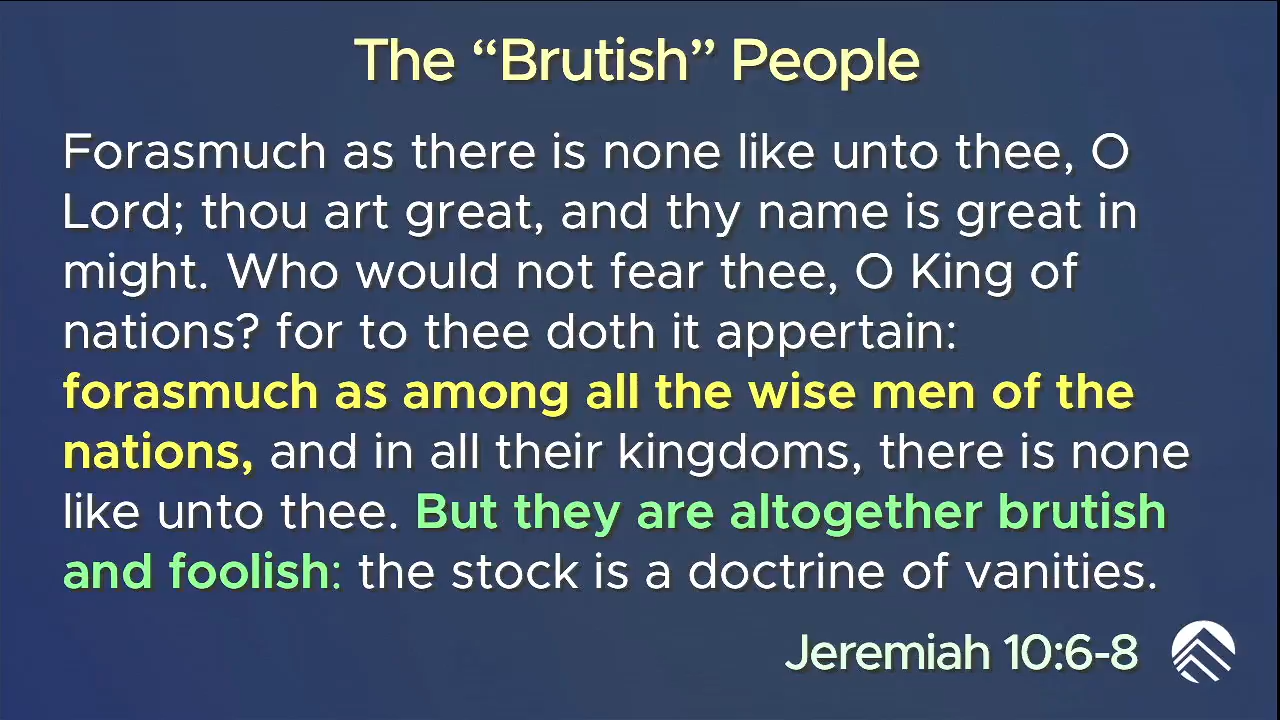 The “Brutish” People
Forasmuch as there is none like unto thee, O
Lord; thou art great, and thy name is great in
might. Who would not fear thee, O King of
nations? for to thee doth it appertain:
forasmuch as among all the wise men of the
nations, and in all their kingdoms, there is none
like unto thee. But they are altogether brutish
and foolish: the stock is a doctrine of vanities.
Jeremiah 10:6-8